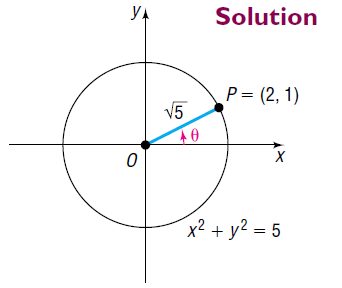 Solution
y
P = (2, 1)
√5
θ
O
x
x² + y² = 5